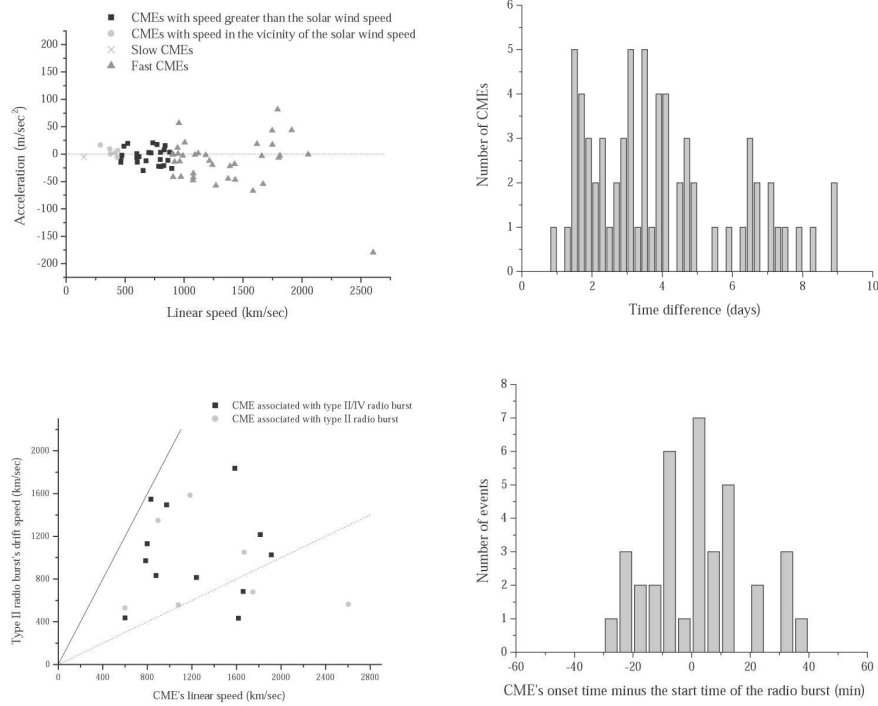 CMEs with speed greater than the solar wind speed
CMEs with speed in the vicinity of the solar wind speed
Slow CMEs
Fast CMEs
200
150
100
50
0
-50
-100
-150
-200
Acceleration (m/sec²)
0 500 1000 1500 2000 2500
Linear speed (km/sec)
6
5
4
3
2
1
0
Number of CMEs
0 2 4 6 8 10
Time difference (days)
CME associated with type II/IV radio burst
CME associated with type II radio burst
2000
1600
1200
800
400
0
Type II radio burst's drift speed (km/sec)
0 400 800 1200 1600 2000 2400 2800
CME's linear speed (km/sec)
8
7
6
5
4
3
2
1
0
Number of events
-60 -40 -20 0 20 40 60
CME's onset time minus the start time of the radio burst (min)